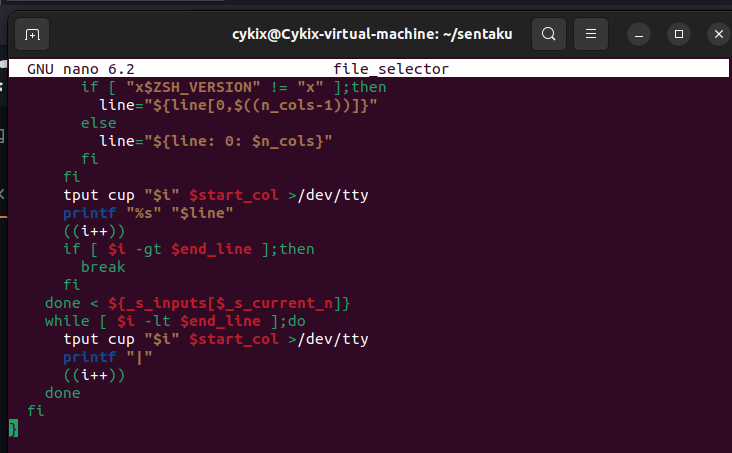 cykix@Cykix-virtual-machine: ~/sentaku
GNU nano 6.2 file_selector
if [ "x$ZSH_VERSION" != "x" ];then
line="${line[0,$((n_cols-1))]}"
else
line="${line: 0: $n_cols}"
fi
fi
tput cup "$i" $start_col >/dev/tty
printf "%s" "$line"
((i++))
if [ $i -gt $end_line ];then
break
fi
done < ${_s_inputs[$_s_current_n]}
while [ $i -lt $end_line ];do
tput cup "$i" $start_col >/dev/tty
printf "|"
((i++))
done
fi
}